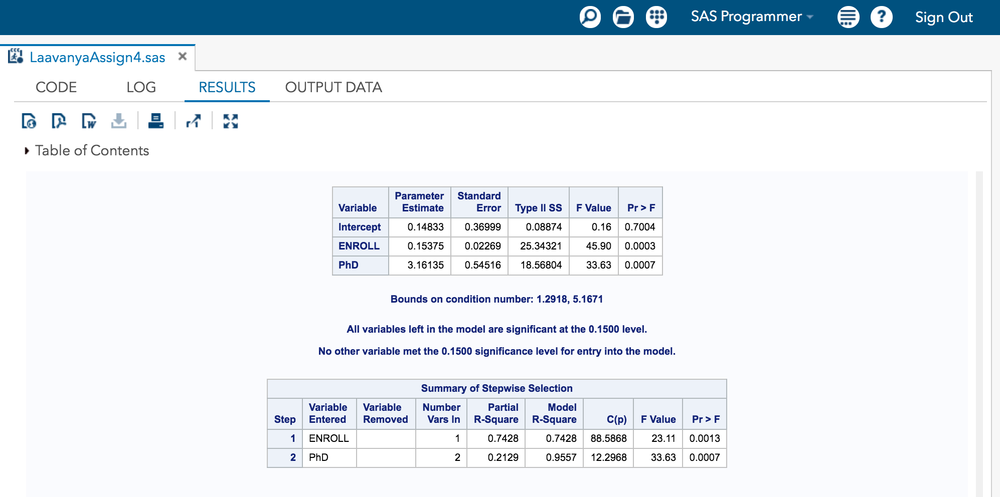 SAS Programmer ? Sign Out
LaavanyaAssign4.sas ×
CODE LOG RESULTS OUTPUT DATA
Table of Contents
Variable Parameter Estimate Standard Error Type II SS F Value Pr > F
Intercept 0.14833 0.36999 0.08874 0.16 0.7004
ENROLL 0.15375 0.02269 25.34321 45.90 0.0003
PhD 3.16135 0.54516 18.56804 33.63 0.0007
Bounds on condition number: 1.2918, 5.1671
All variables left in the model are significant at the 0.1500 level.
No other variable met the 0.1500 significance level for entry into the model.
Summary of Stepwise Selection
Step Variable Entered Variable Removed Number Vars In Partial R-Square Model R-Square C(p) F Value Pr > F
1 ENROLL 1 0.7428 0.7428 88.5868 23.11 0.0013
2 PhD 2 0.2129 0.9557 12.2968 33.63 0.0007